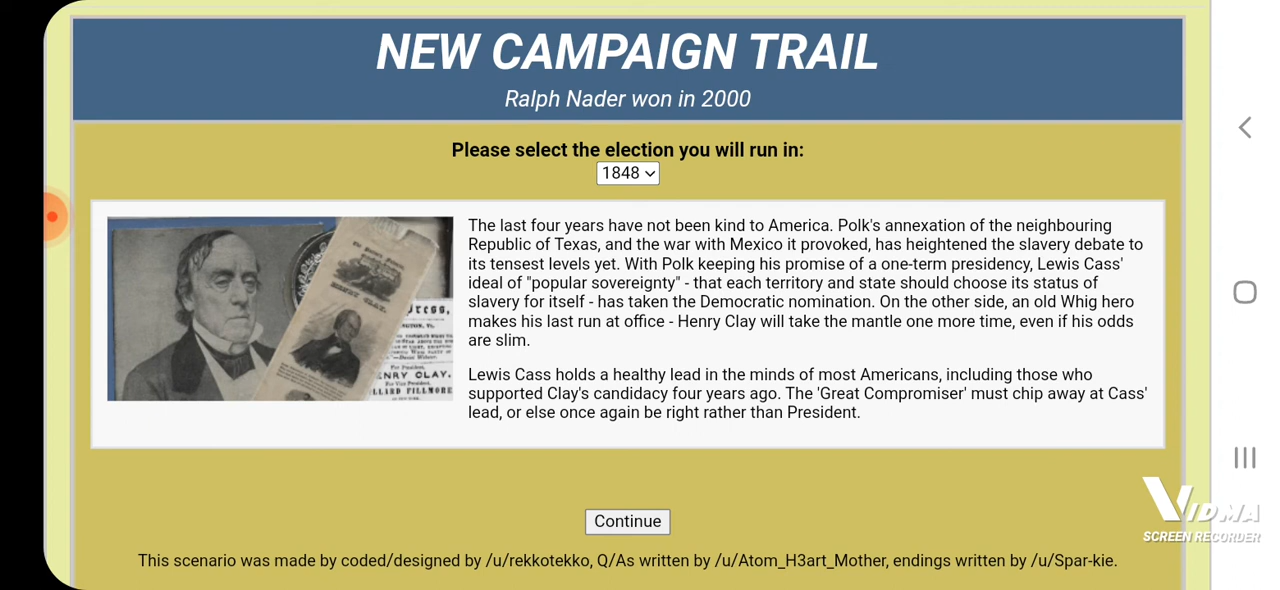 NEW CAMPAIGN TRAIL
Ralph Nader won in 2000
Please select the election you will run in:
1848
The last four years have not been kind to America. Polk's annexation of the neighbouring
Republic of Texas, and the war with Mexico it provoked, has heightened the slavery debate to
its tensest levels yet. With Polk keeping his promise of a one-term presidency, Lewis Cass'
ideal of "popular sovereignty" - that each territory and state should choose its status of
slavery for itself - has taken the Democratic nomination. On the other side, an old Whig hero
makes his last run at office - Henry Clay will take the mantle one more time, even if his odds
are slim.
Lewis Cass holds a healthy lead in the minds of most Americans, including those who
supported Clay's candidacy four years ago. The 'Great Compromiser' must chip away at Cass'
lead, or else once again be right rather than President.
HENRY CLAY.
ress,
For President,
ENRY CLAY.
For Vice President,
LLARD FILLMORE
Continue
This scenario was made by coded/designed by /u/rekkotekko, Q/As written by /u/Atom_H3art_Mother, endings written by /u/Spar-kie.
VIDMA
SCREEN RECORDER